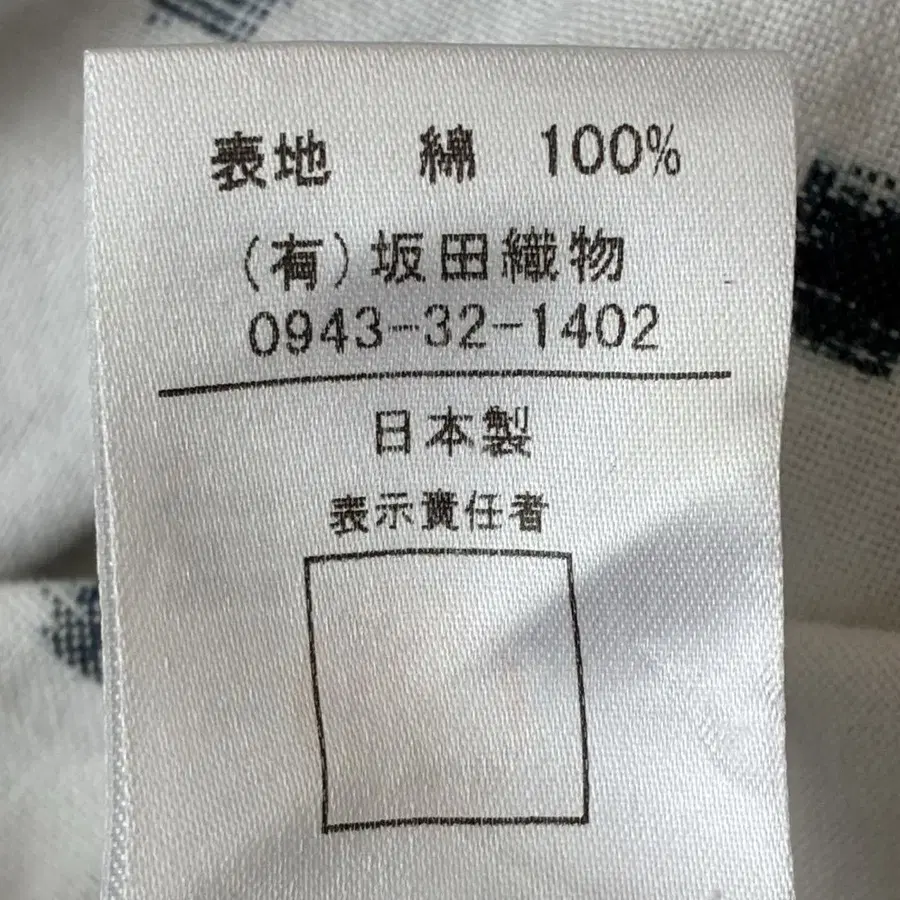 表地 綿 100%
(有)坂田織物
0943-32-1402
日本製
表示責任者